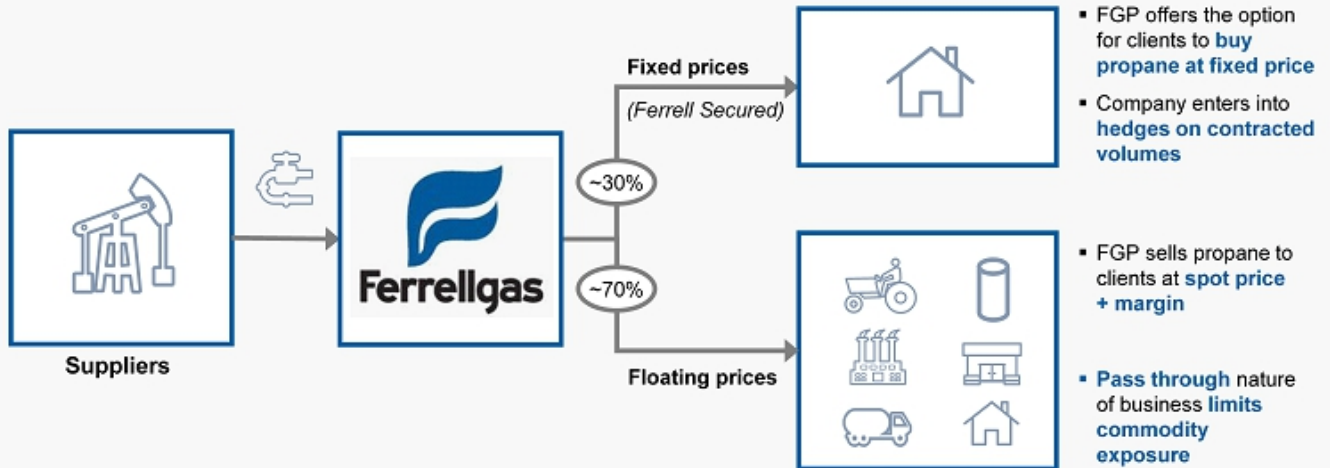 Suppliers
Ferrellgas
Fixed prices
(Ferrell Secured)
~30%
~70%
Floating prices
▪ FGP offers the option
for clients to buy
propane at fixed price
▪ Company enters into
hedges on contracted
volumes
▪ FGP sells propane to
clients at spot price
+ margin
▪ Pass through nature
of business limits
commodity
exposure